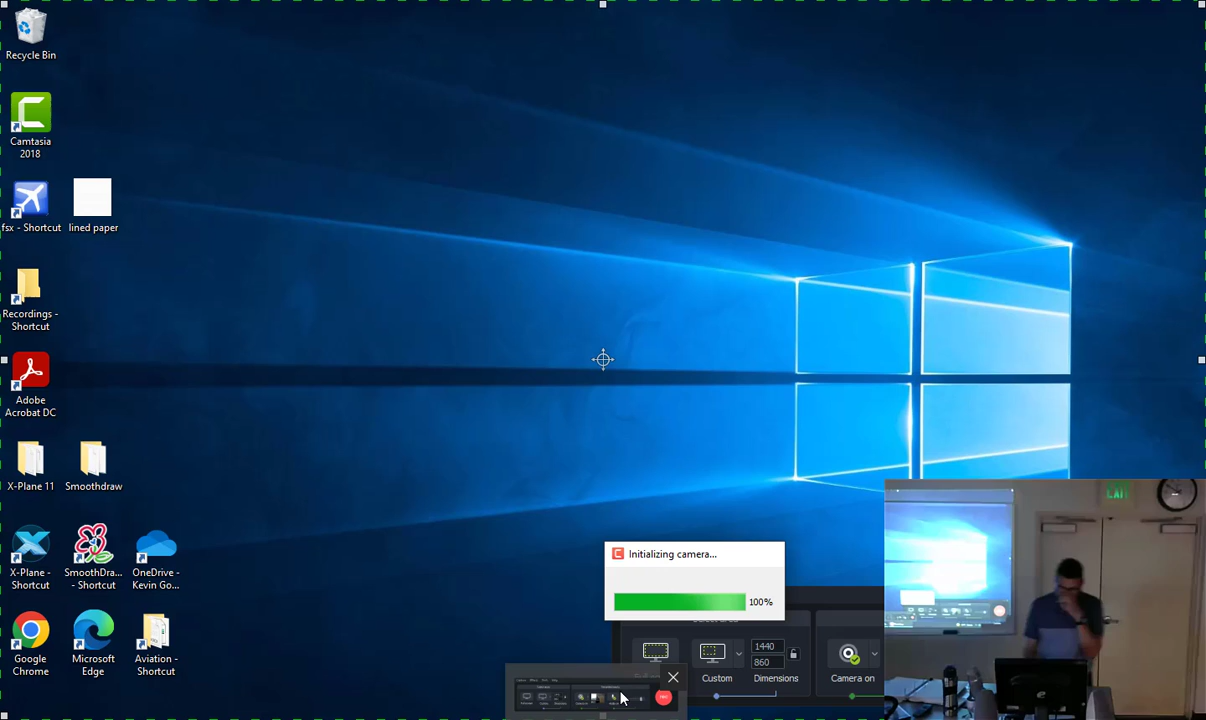 Recycle Bin
Camtasia
2018
fsx - Shortcut
lined paper
Recordings -
Shortcut
Adobe
Acrobat DC
X-Plane 11
Smoothdraw
X-Plane -
Shortcut
SmoothDra...
- Shortcut
OneDrive -
Kevin Go...
Google
Chrome
Microsoft
Edge
Aviation -
Shortcut
Initializing camera...
100%
1440
860
Custom
Dimensions
Camera on
EXIT